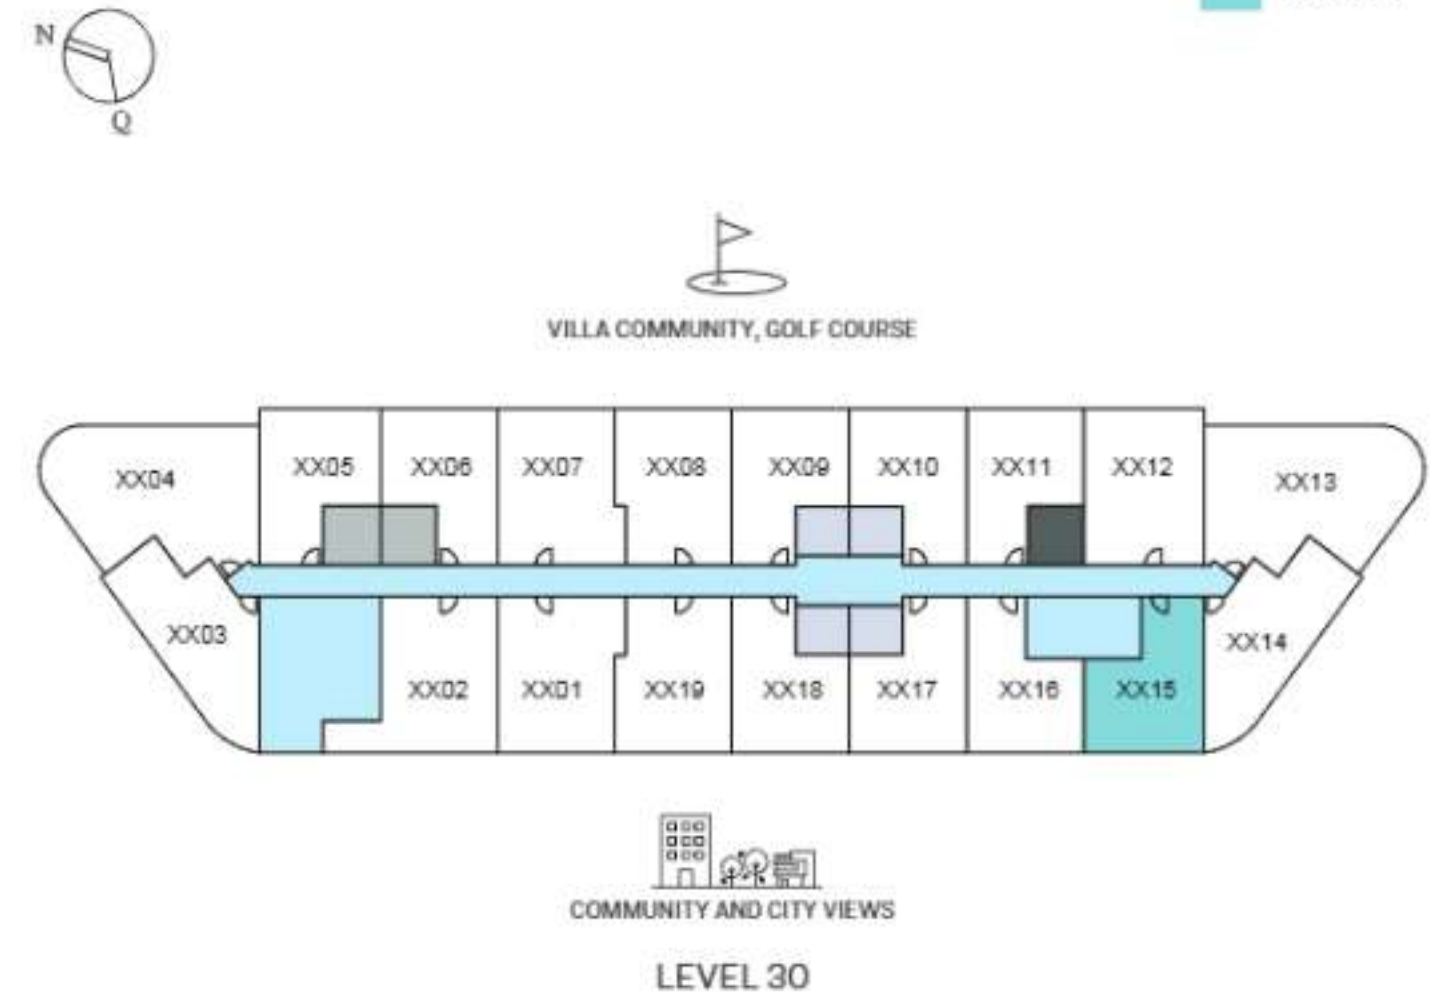 N
Q
VILLA COMMUNITY, GOLF COURSE
XX04
XX05
XX06
XX07
XX08
XX09
XX10
XX11
XX12
XX13
XX03
XX02
XX01
XX19
XX18
XX17
XX16
XX15
XX14
COMMUNITY AND CITY VIEWS
LEVEL 30